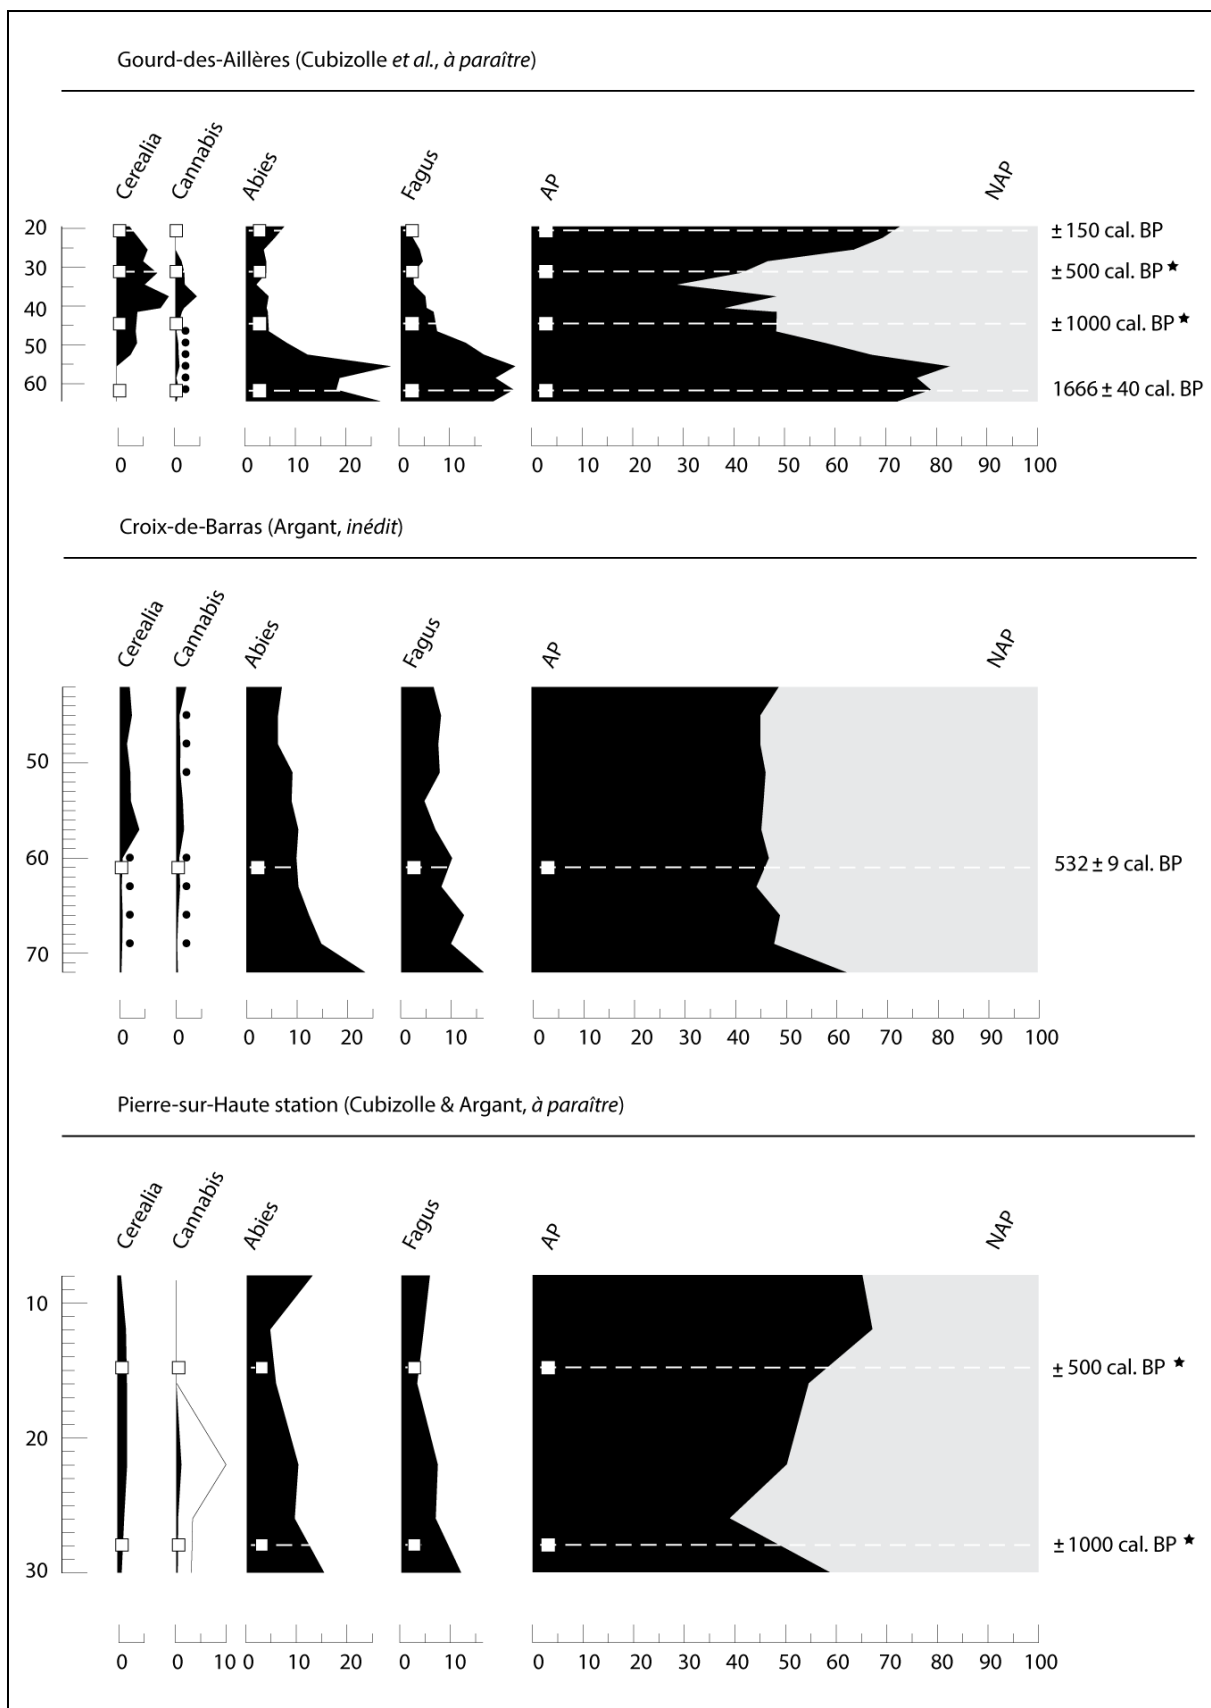 Gourd-des-Aillères (Cubizolle et al., à paraître)
Cerealia Cannabis Abies Fagus AP NAP
20 ± 150 cal. BP
30 ± 500 cal. BP ★
40 ± 1000 cal. BP ★
50
60 1666 ± 40 cal. BP
0 0 0 10 20 10 0 10 20 30 40 50 60 70 80 90 100
Croix-de-Barras (Argant, inédit)
Cerealia Cannabis Abies Fagus AP NAP
50
60 532 ± 9 cal. BP
70
0 0 0 10 20 0 10 0 10 20 30 40 50 60 70 80 90 100
Pierre-sur-Haute station (Cubizolle & Argant, à paraître)
Cerealia Cannabis Abies Fagus AP NAP
10
± 500 cal. BP ★
20
± 1000 cal. BP ★
30
0 0 10 10 20 0 10 0 10 20 30 40 50 60 70 80 90 100